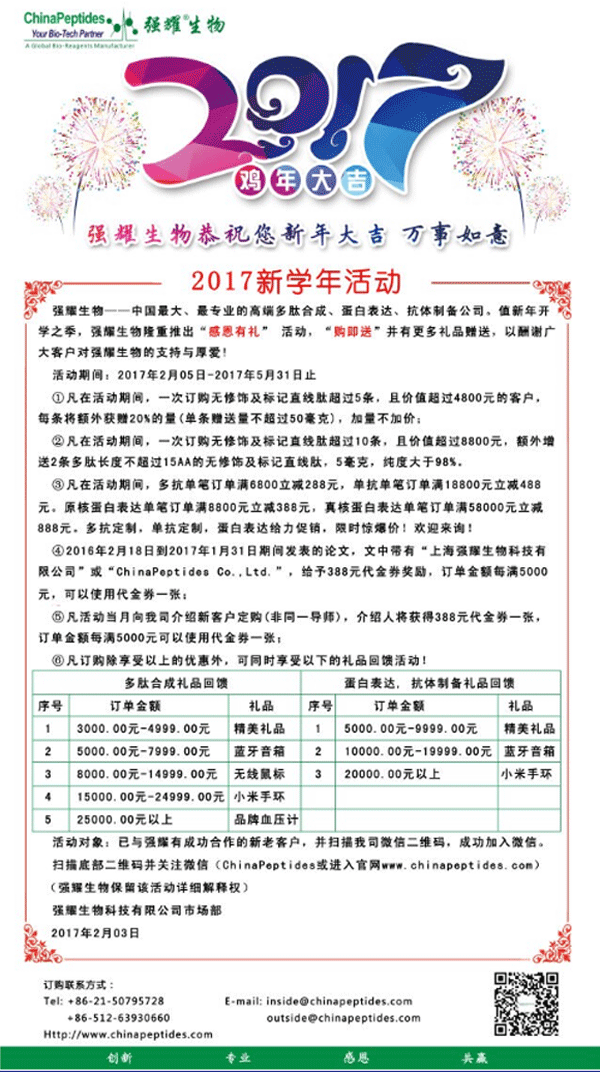 ChinaPeptides® 强耀生物
Your Bio-Tech Partner
A Global Bio-Reagents Manufacturer
2017
鸡年大吉
强耀生物恭祝您新年大吉 万事如意
2017新学年活动
强耀生物——中国最大、最专业的高端多肽合成、蛋白表达、抗体制备公司。值新年开
学之季，强耀生物隆重推出“感恩有礼” 活动，“购即送”并有更多礼品赠送，以酬谢广
大客户对强耀生物的支持与厚爱！
活动期间：2017年2月05日-2017年5月31日止
①凡在活动期间，一次订购无修饰及标记直线肽超过5条，且价值超过4800元的客户，
每条将额外获赠20%的量(单条赠送量不超过50毫克)，加量不加价；
②凡在活动期间，一次订购无修饰及标记直线肽超过10条，且价值超过8800元，额外增
送2条多肽长度不超过15AA的无修饰及标记直线肽，5毫克，纯度大于98%。
③凡在活动期间，多抗单笔订单满6800立减288元，单抗单笔订单满18800元立减488
元。原核蛋白表达单笔订单满8800元立减388元，真核蛋白表达单笔订单满58000元立减
888元。多抗定制，单抗定制，蛋白表达给力促销，限时惊爆价！欢迎来询！
④2016年2月18日到2017年1月31日期间发表的论文，文中带有“上海强耀生物科技有
限公司”或“ChinaPeptides Co.,Ltd.”，给予388元代金券奖励，订单金额每满5000
元，可以使用代金券一张；
⑤凡活动当月向我司介绍新客户定购(非同一导师)，介绍人将获得388元代金券一张，
订单金额每满5000元可以使用代金券一张；
⑥凡订购除享受以上的优惠外，可同时享受以下的礼品回馈活动！
多肽合成礼品回馈 蛋白表达，抗体制备礼品回馈
序号 订单金额 礼品 序号 订单金额 礼品
1 3000.00元-4999.00元 精美礼品 1 5000.00元-9999.00元 精美礼品
2 5000.00元-7999.00元 蓝牙音箱 2 10000.00元-19999.00元 蓝牙音箱
3 8000.00元-14999.00元 无线鼠标 3 20000.00元以上 小米手环
4 15000.00元-24999.00元 小米手环
5 25000.00元以上 品牌血压计
活动对象：已与强耀有成功合作的新老客户，并扫描我司微信二维码，成功加入微信。
扫描底部二维码并关注微信（ChinaPeptides或进入官网www.chinapeptides.com）
（强耀生物保留该活动详细解释权）
强耀生物科技有限公司市场部
2017年2月03日
订购联系方式：
Tel: +86-21-50795728 E-mail: inside@chinapeptides.com
+86-512-63930660 outside@chinapeptides.com
Http://www.chinapeptides.com
创新 专业 感恩 共赢